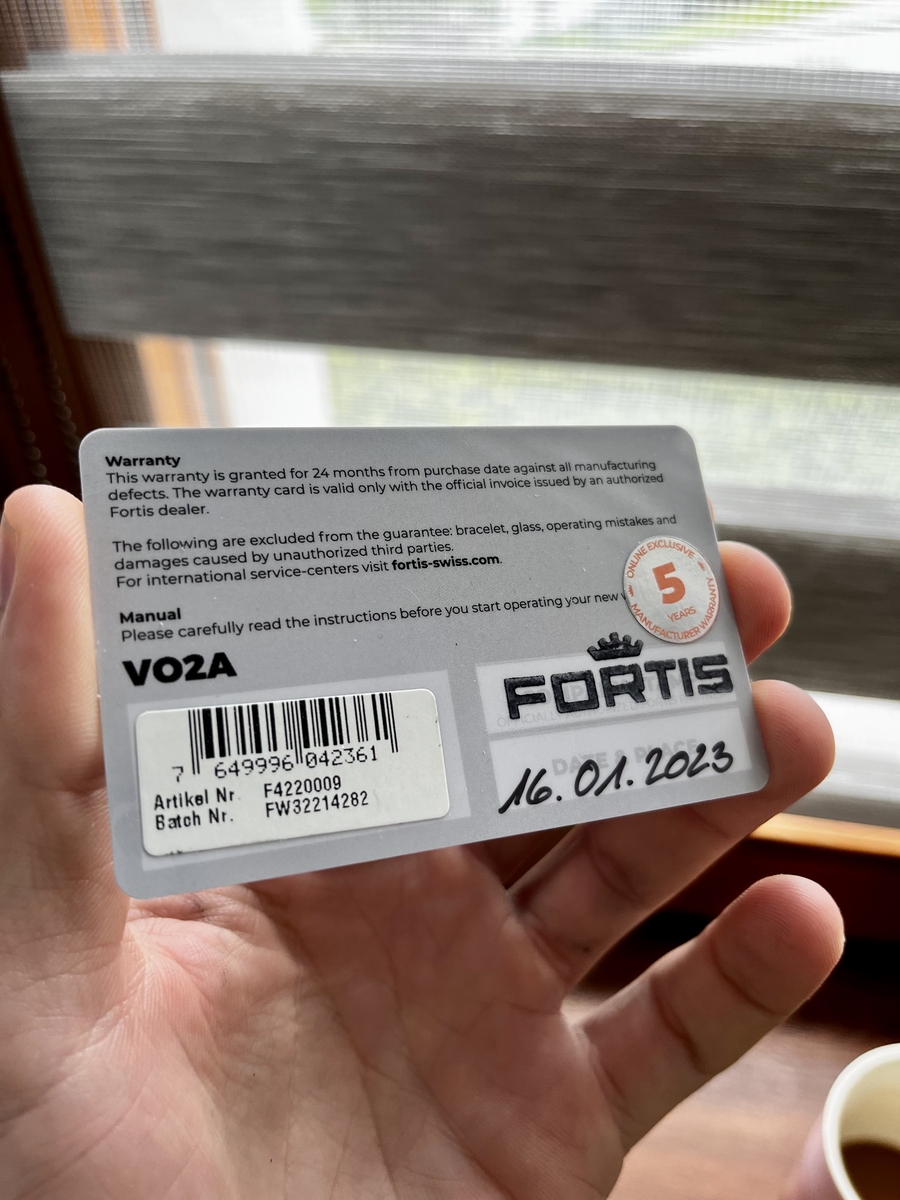 Warranty
This warranty is granted for 24 months from purchase date against all manufacturing
defects. The warranty card is valid only with the official invoice issued by an authorized
Fortis dealer.
The following are excluded from the guarantee: bracelet, glass, operating mistakes and
damages caused by unauthorized third parties.
For international service-centers visit fortis-swiss.com.
Manual
Please carefully read the instructions before you start operating your new
ONLINE EXCLUSIVE
5
YEARS
MANUFACTURER WARRANTY
VO2A
7 649996 042361
Artikel Nr. F4220009
Batch Nr. FW32214282
FORTIS
DATE & PLACE
16.01.2023